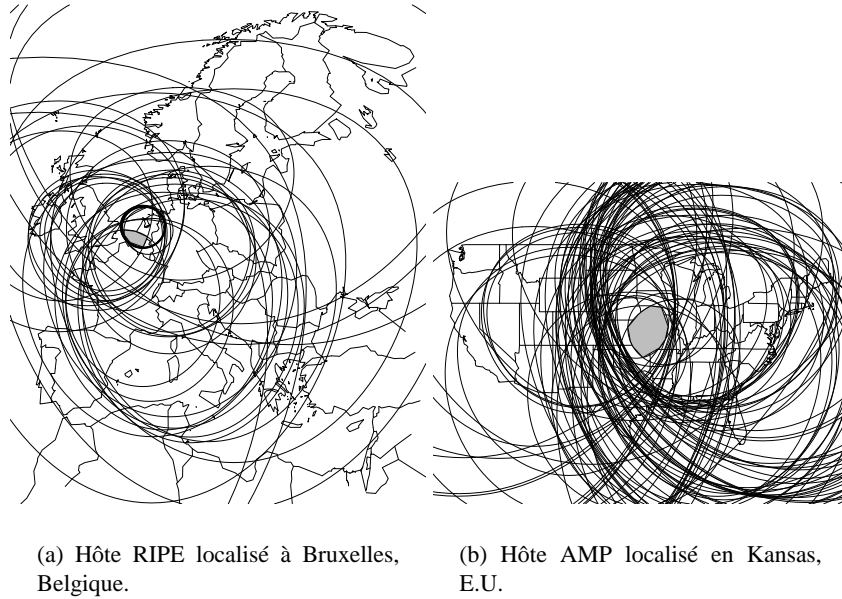 (a) Hôte RIPE localisé à Bruxelles,
Belgique.
(b) Hôte AMP localisé en Kansas,
E.U.